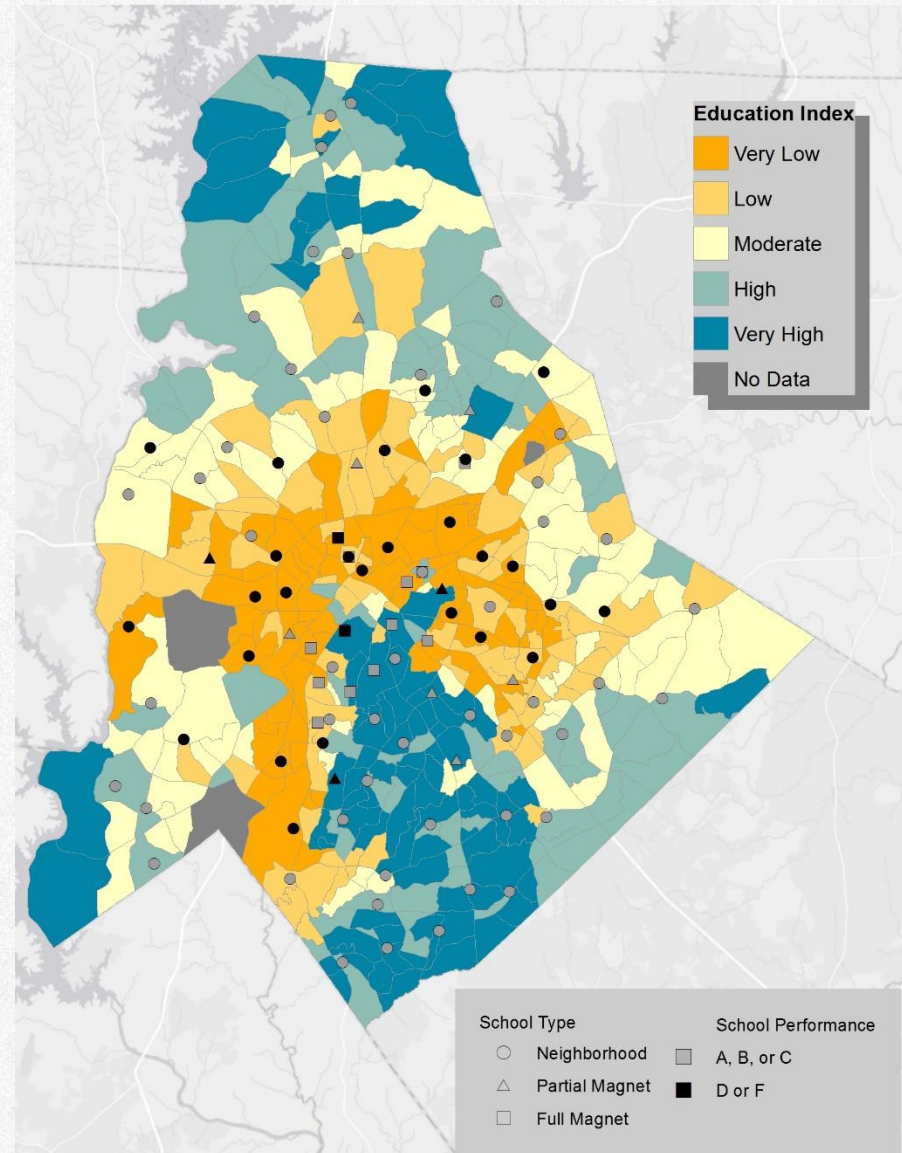 Education Index
Very Low
Low
Moderate
High
Very High
No Data
School Type
Neighborhood
Partial Magnet
Full Magnet
School Performance
A, B, or C
D or F